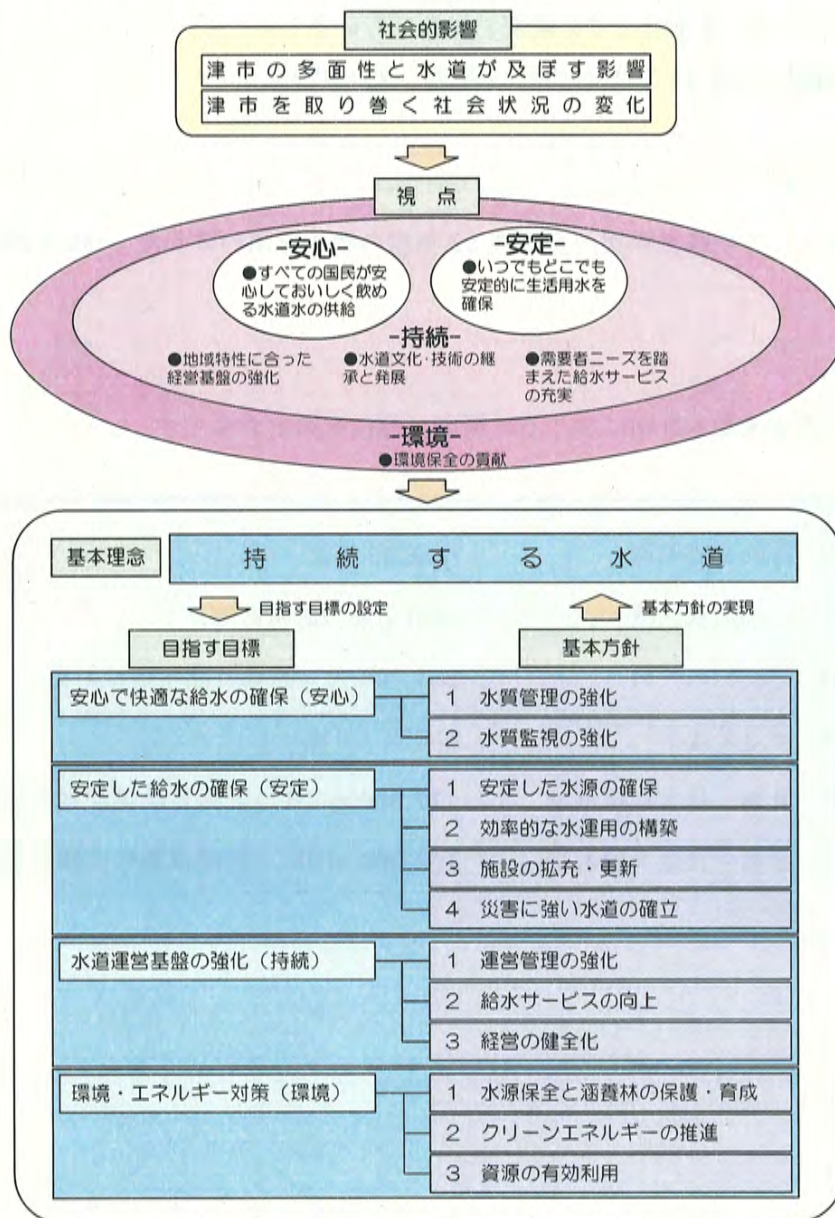 社会的影響
津市の多面性と水道が及ぼす影響
津市を取り巻く社会状況の変化
視点
-安心-
●すべての国民が安
心しておいしく飲め
る水道水の供給
-安定-
●いつでもどこでも
安定的に生活用水を
確保
-持続-
●地域特性に合った
経営基盤の強化
●水道文化・技術の継
承と発展
●需要者ニーズを踏
まえた給水サービス
の充実
-環境-
●環境保全の貢献
基本理念
持続する水道
目指す目標の設定
基本方針の実現
目指す目標
基本方針
安心で快適な給水の確保（安心）
1 水質管理の強化
2 水質監視の強化
安定した給水の確保（安定）
1 安定した水源の確保
2 効率的な水運用の構築
3 施設の拡充・更新
4 災害に強い水道の確立
水道運営基盤の強化（持続）
1 運営管理の強化
2 給水サービスの向上
3 経営の健全化
環境・エネルギー対策（環境）
1 水源保全と涵養林の保護・育成
2 クリーンエネルギーの推進
3 資源の有効利用